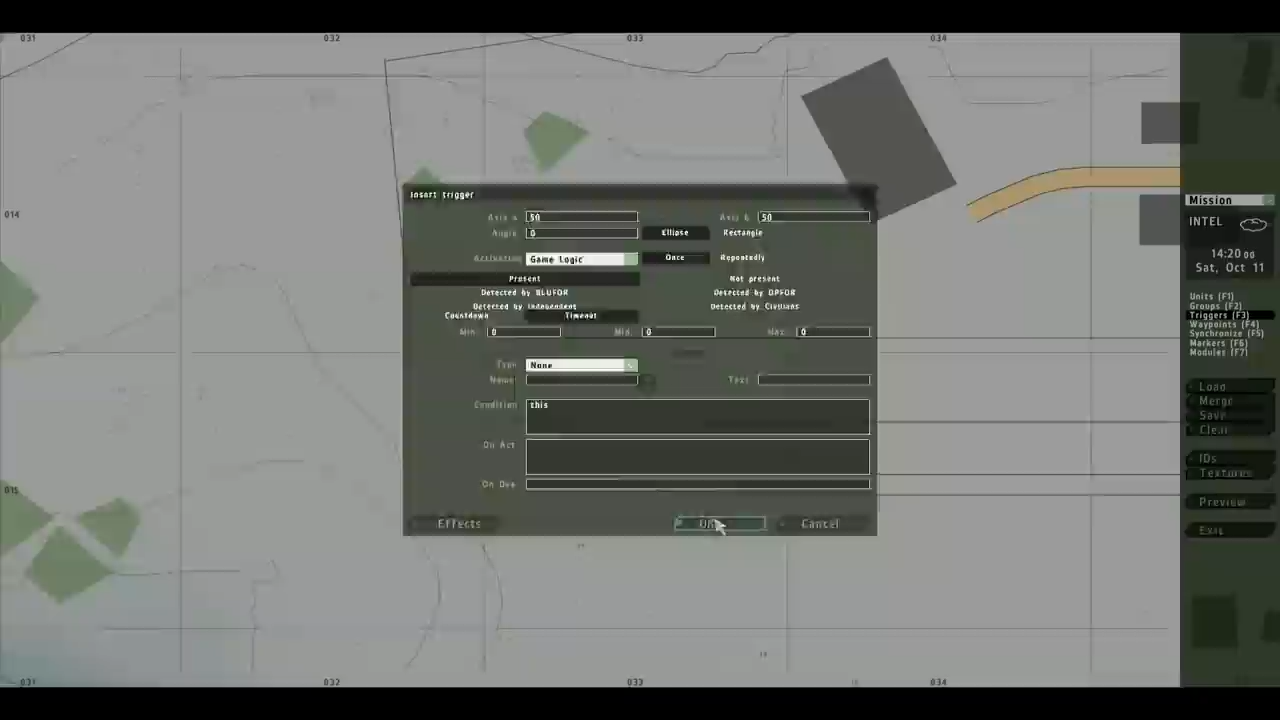 031 032 033 034
014
015
031 032 033 034
Insert trigger
Axis a 50 Axis b 50
Angle 0 Ellipse Rectangle
Activation Game Logic Once Repeatedly
Present Not present
Detected by BLUFOR Detected by OPFOR
Detected by Independent Detected by Civilians
Countdown Timeout
Min. 0 Mid. 0 Max. 0
Type None
Name Text
Condition this
On Act.
On Dea.
Effects OK Cancel
Mission
INTEL
14:20 00
Sat, Oct 11
Units (F1)
Groups (F2)
Triggers (F3)
Waypoints (F4)
Synchronize (F5)
Markers (F6)
Modules (F7)
Load
Merge
Save
Clear
IDs
Textures
Preview
Exit